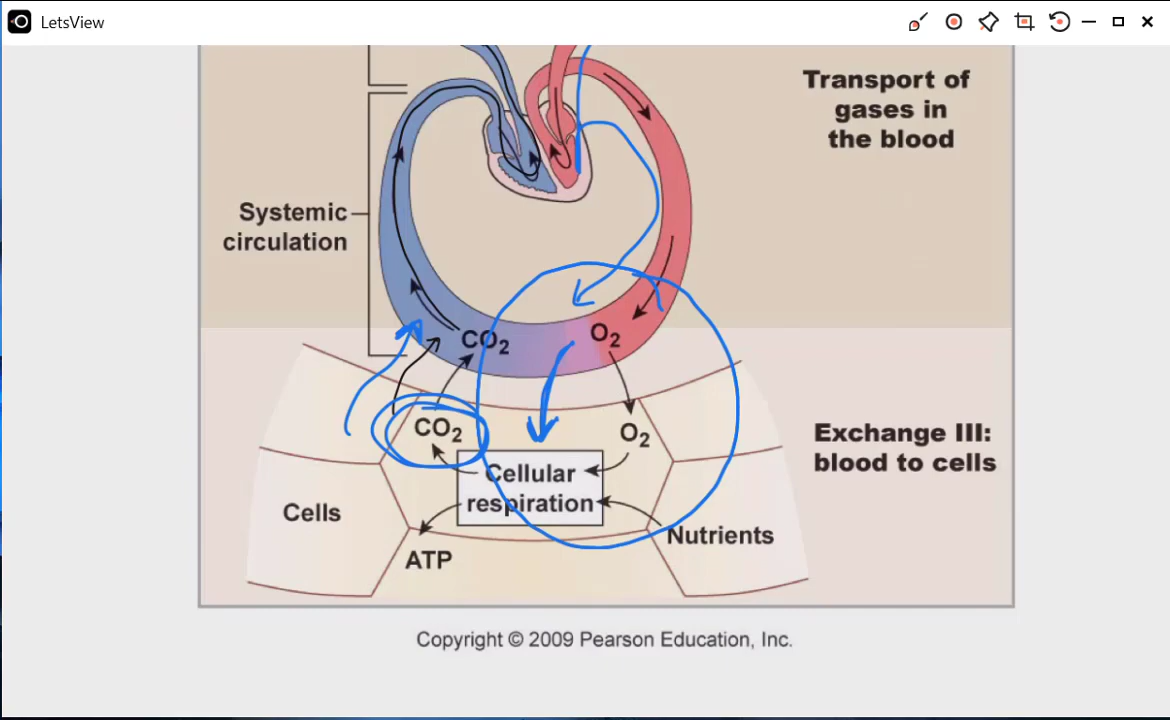 LetsView
Transport of
gases in
the blood
Systemic
circulation
CO₂
O₂
CO₂
O₂
Exchange III:
blood to cells
Cellular
respiration
Cells
Nutrients
ATP
Copyright © 2009 Pearson Education, Inc.